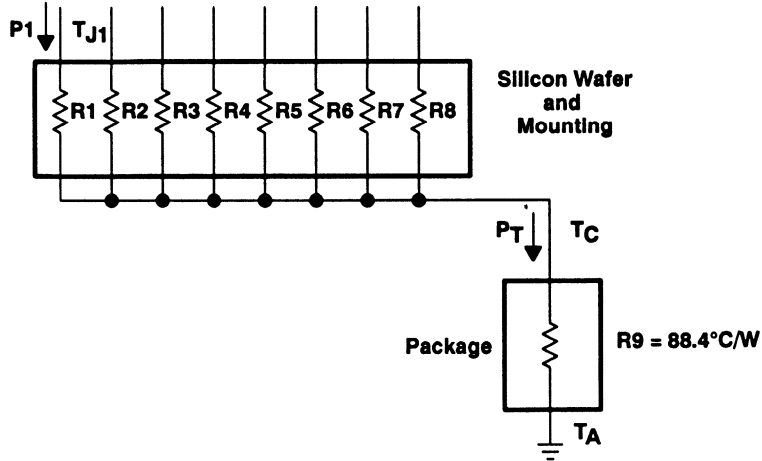 P1 TJ1
R1 R2 R3 R4 R5 R6 R7 R8
Silicon Wafer
and
Mounting
PT TC
Package
R9 = 88.4°C/W
TA